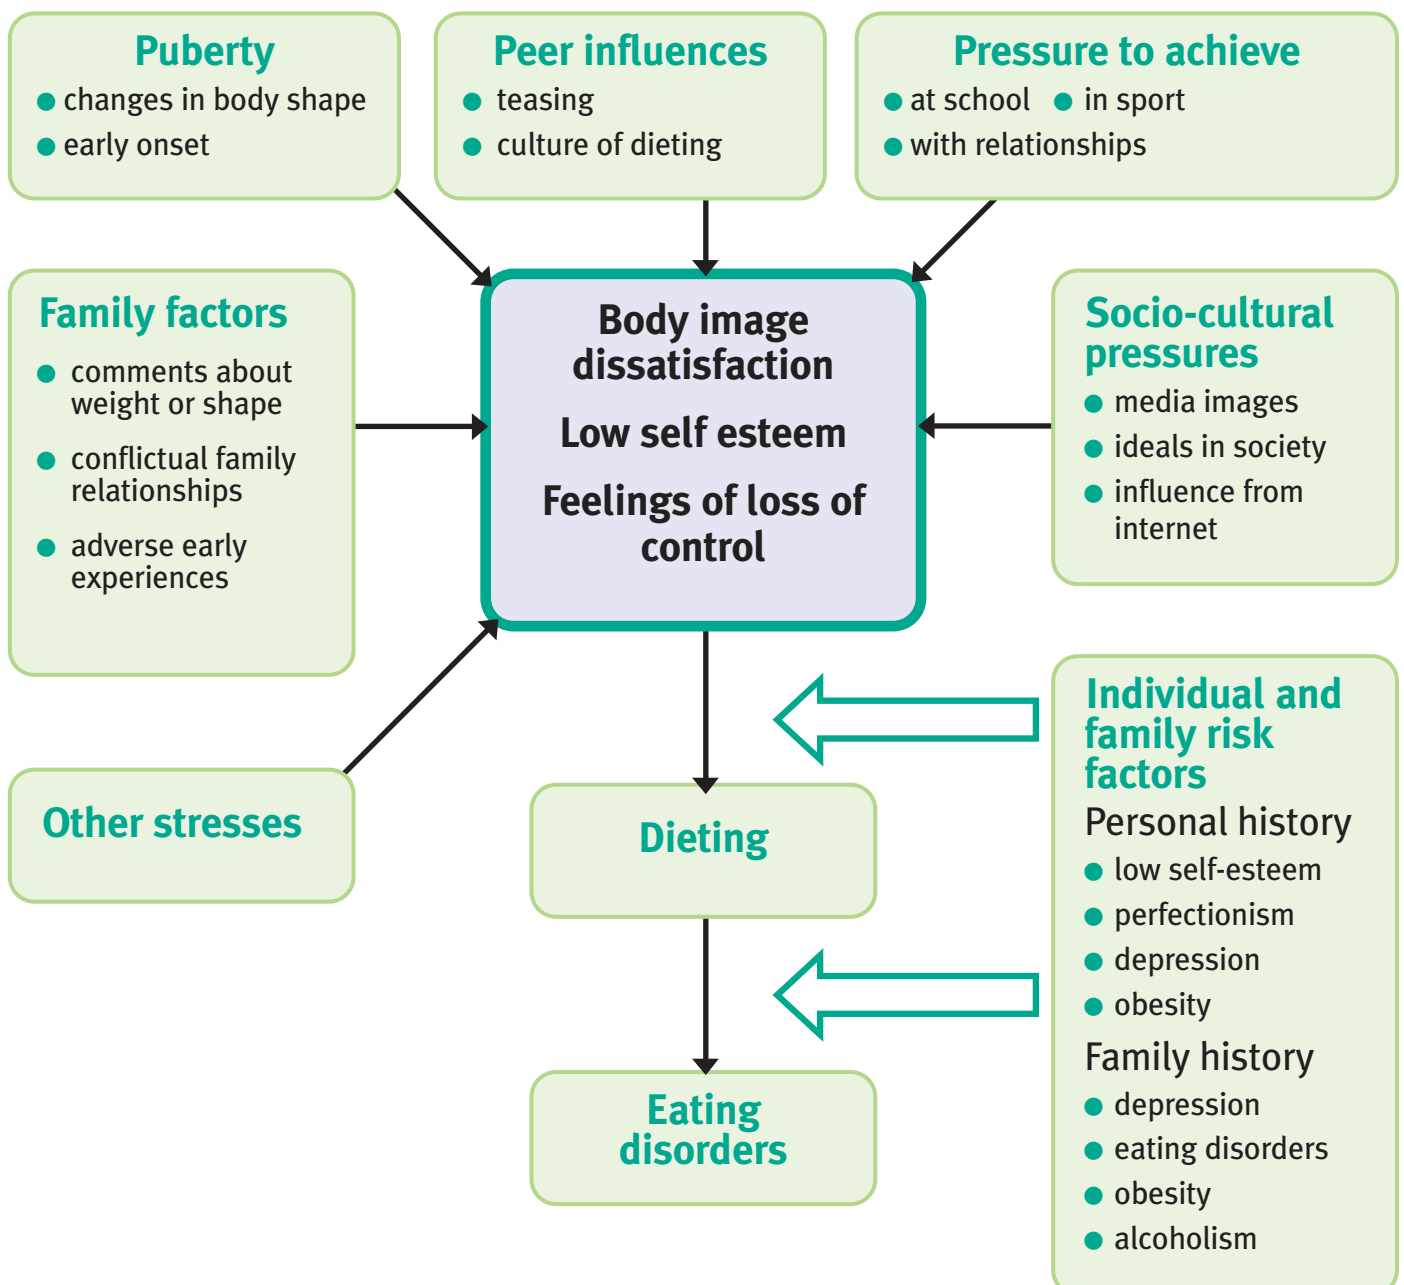 Puberty
● changes in body shape
● early onset
Peer influences
● teasing
● culture of dieting
Pressure to achieve
● at school ● in sport
● with relationships
Family factors
● comments about
weight or shape
● conflictual family
relationships
● adverse early
experiences
Body image
dissatisfaction
Low self esteem
Feelings of loss of
control
Socio-cultural
pressures
● media images
● ideals in society
● influence from
internet
Other stresses
Dieting
Eating
disorders
Individual and
family risk
factors
Personal history
● low self-esteem
● perfectionism
● depression
● obesity
Family history
● depression
● eating disorders
● obesity
● alcoholism